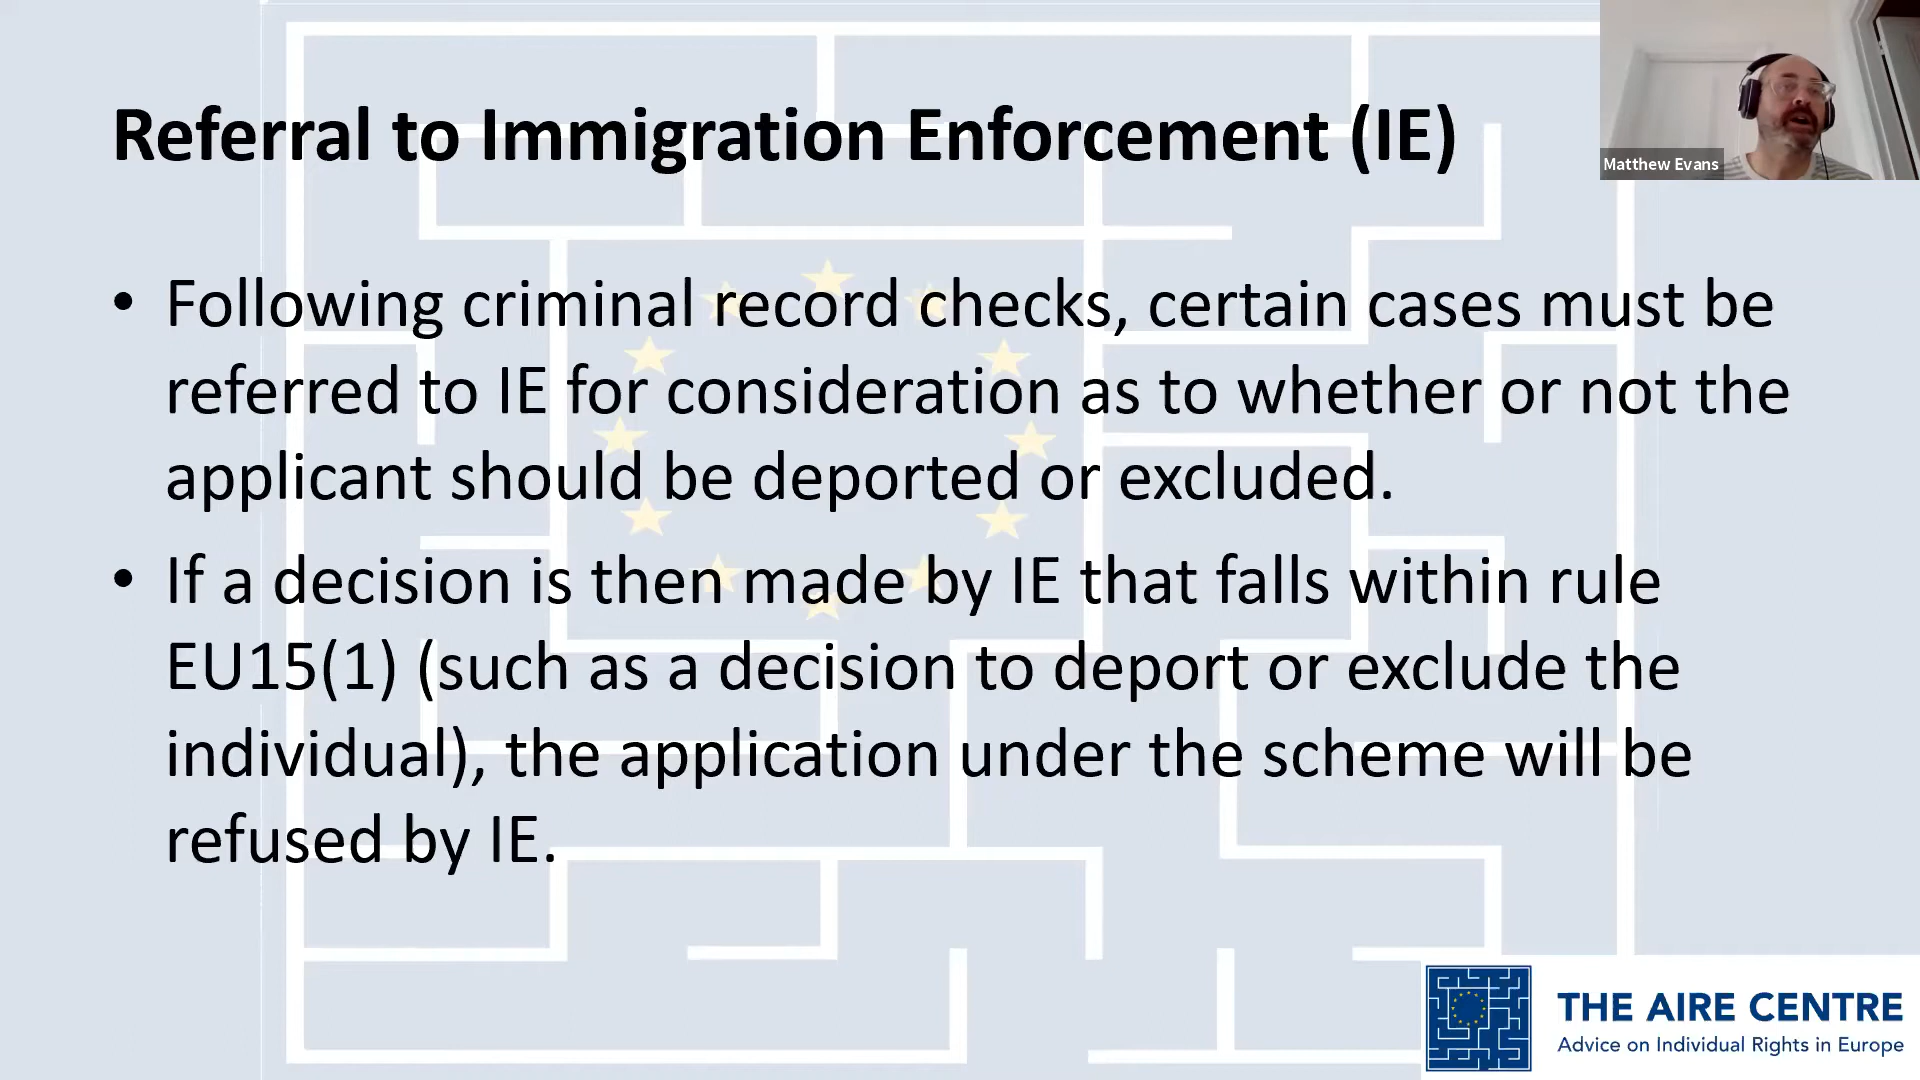 Referral to Immigration Enforcement (IE)
Matthew Evans
• Following criminal record checks, certain cases must be
referred to IE for consideration as to whether or not the
applicant should be deported or excluded.
• If a decision is then made by IE that falls within rule
EU15(1) (such as a decision to deport or exclude the
individual), the application under the scheme will be
refused by IE.
THE AIRE CENTRE
Advice on Individual Rights in Europe